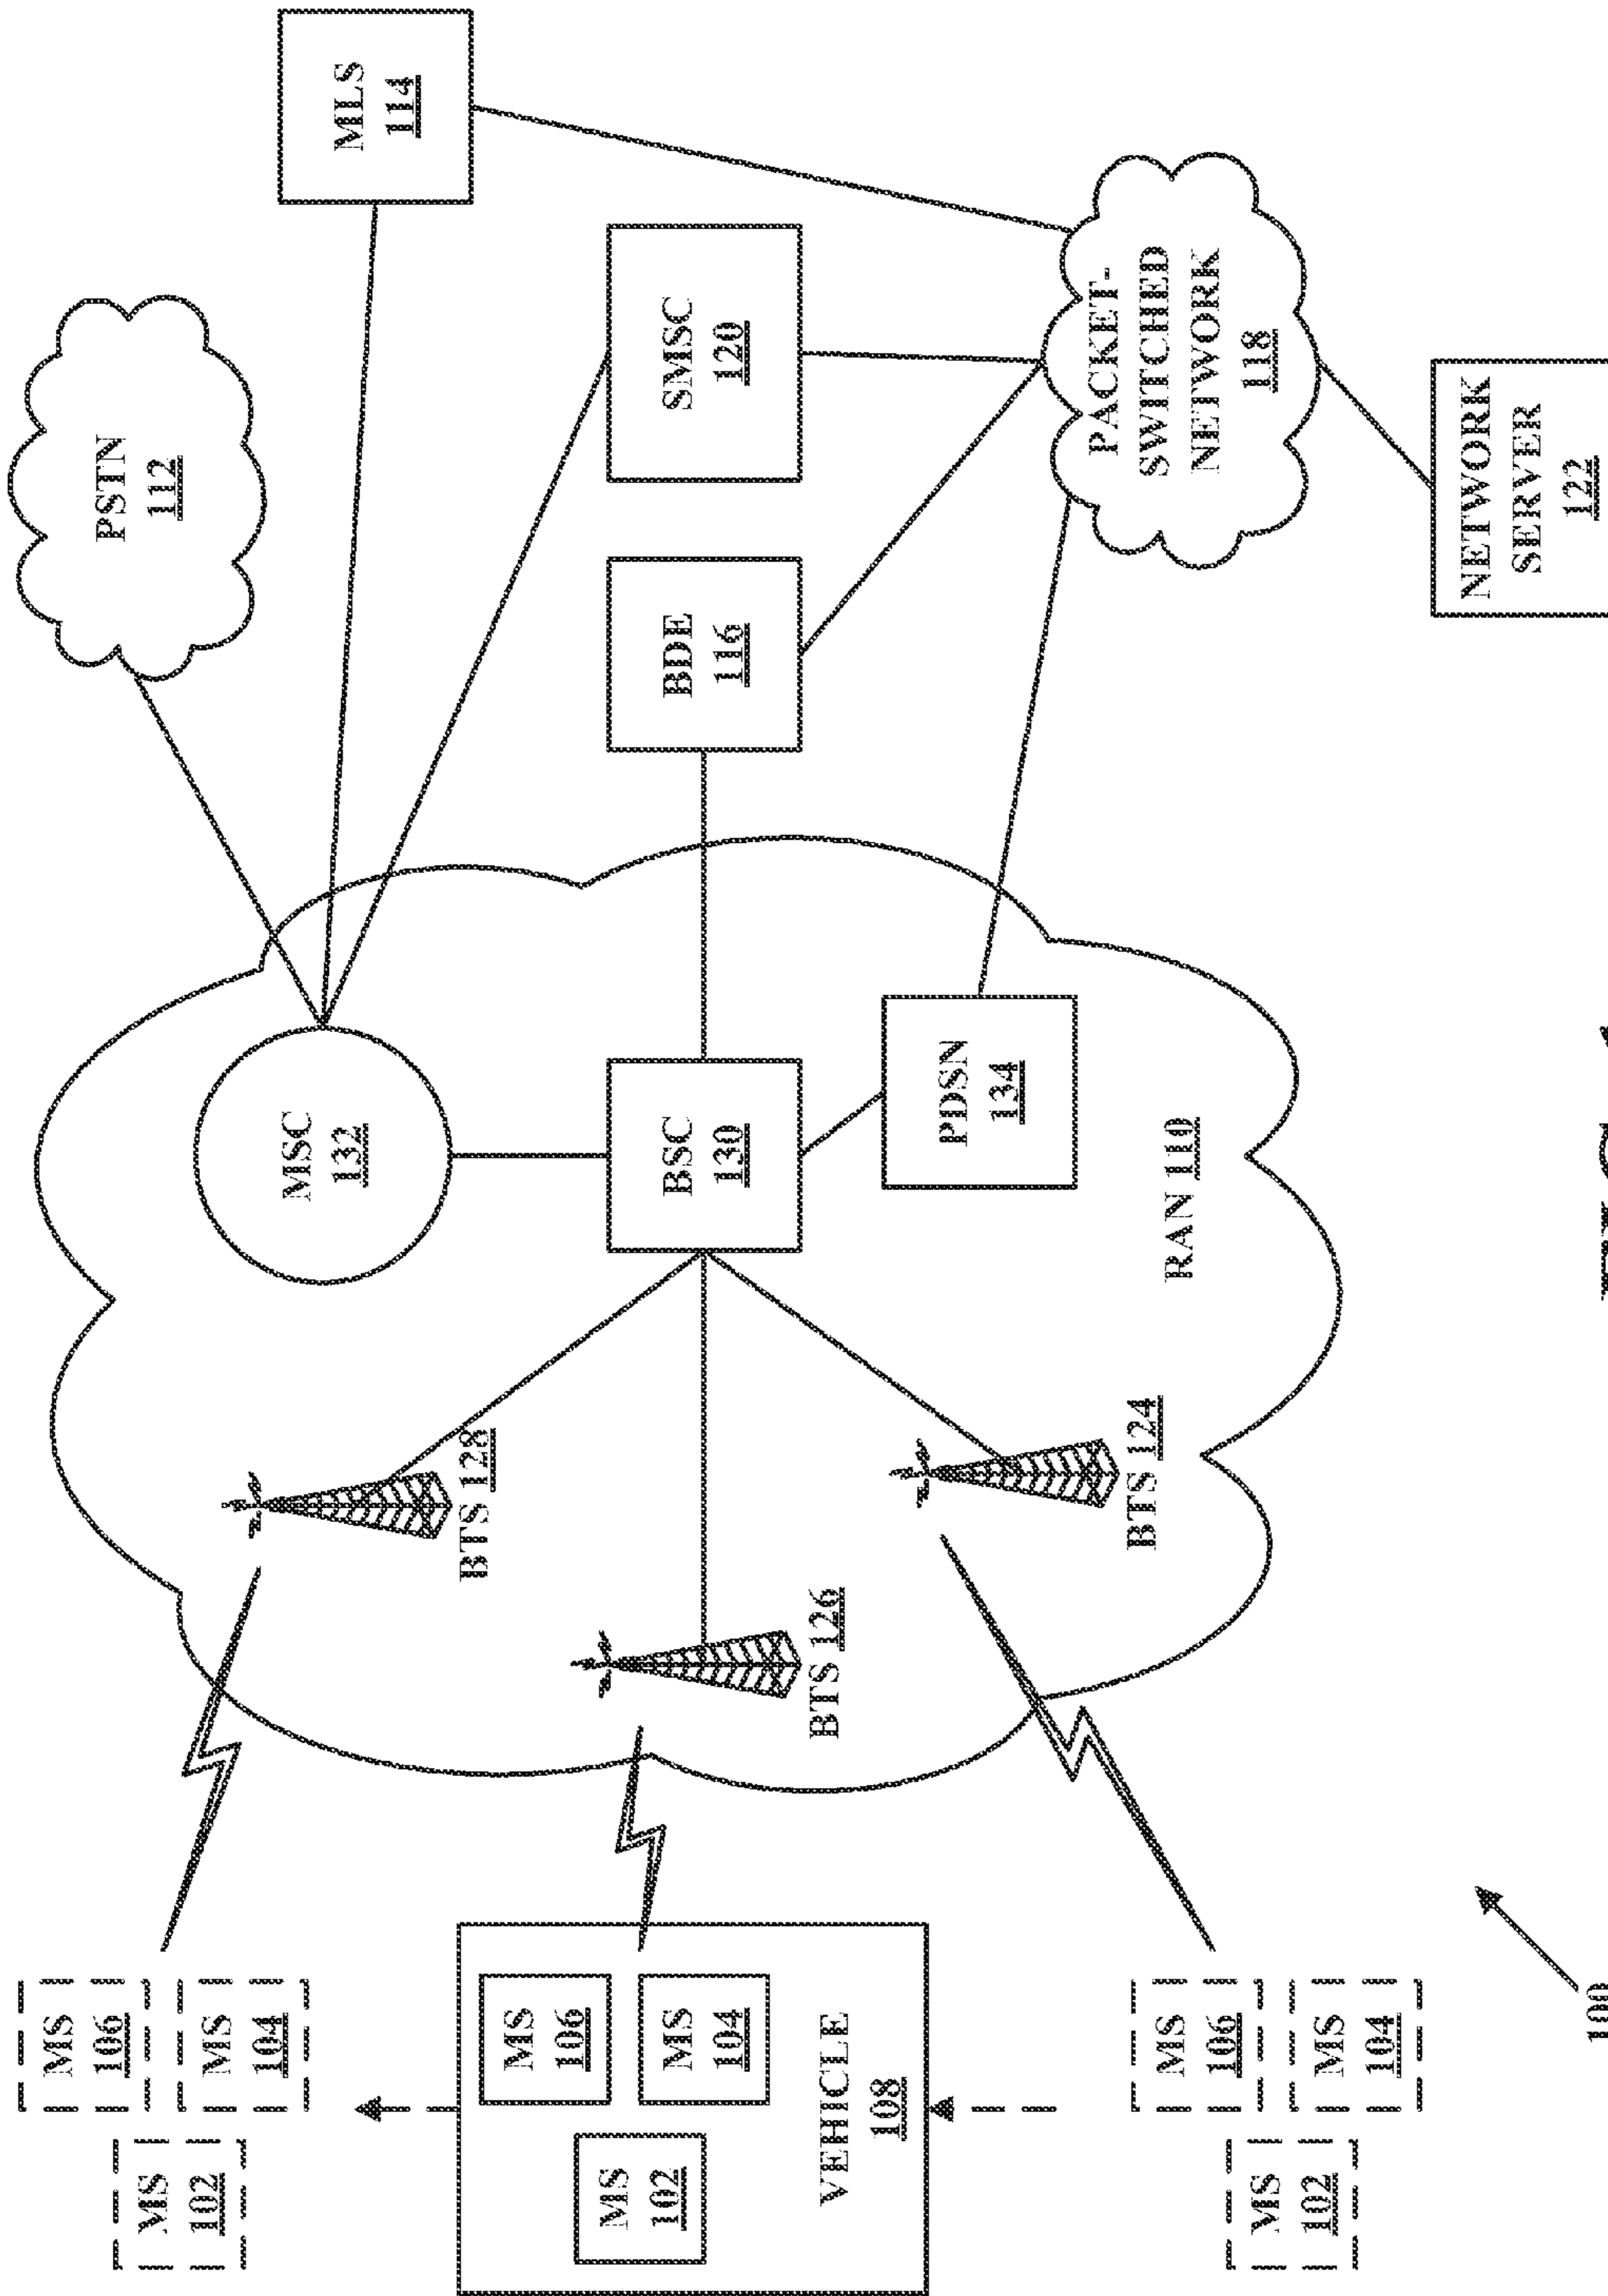 MS
106
MS
104
MS
102
MS
106
MS
104
MS
102
VEHICLE
108
MS
106
MS
104
MS
102
100
BTS 128
BTS 126
BTS 124
MSC
132
BSC
130
PDSN
134
RAN 110
PSTN
112
MLS
114
BDE
116
SMSC
120
PACKET-
SWITCHED
NETWORK
118
NETWORK
SERVER
122